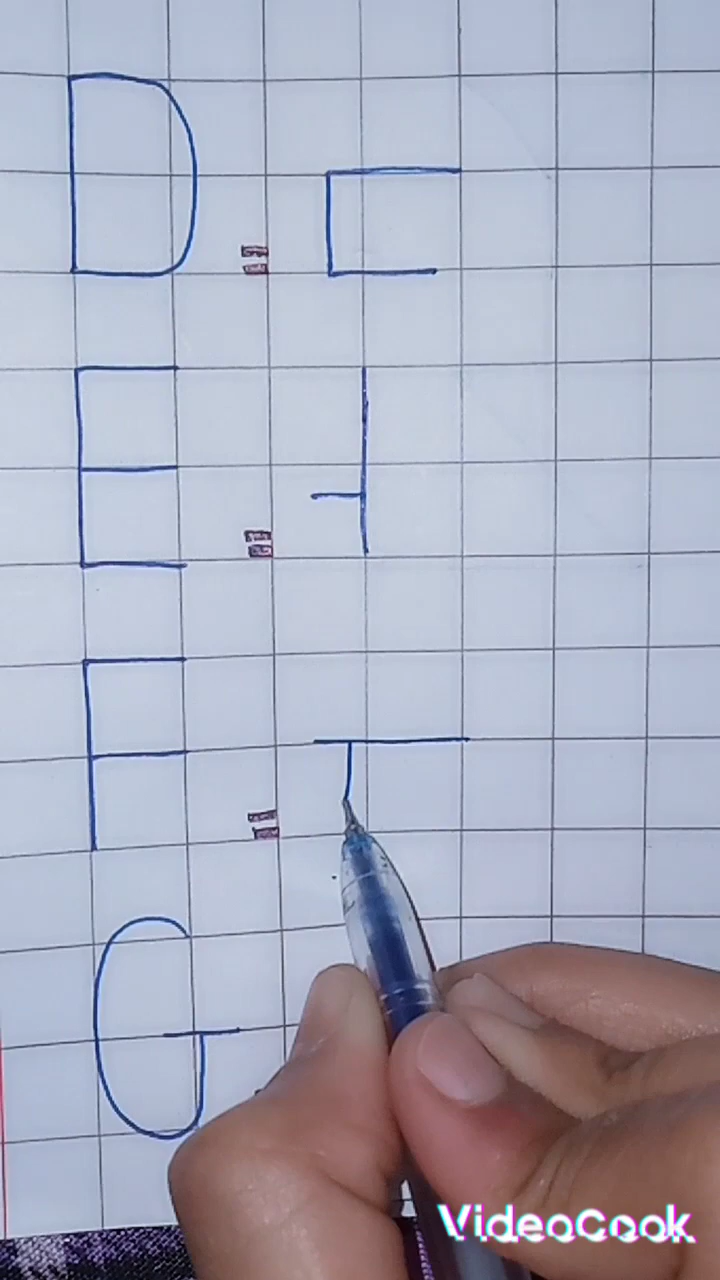 D =
E =
F =
G
VideoCook